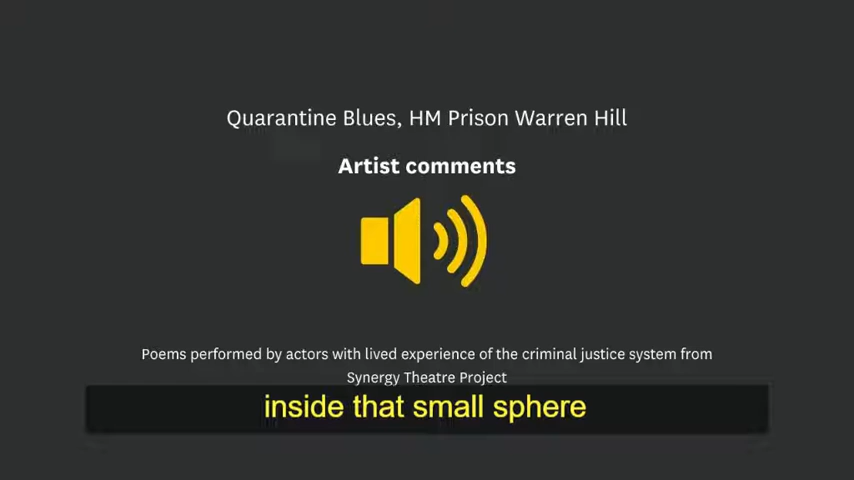 Quarantine Blues, HM Prison Warren Hill
Artist comments
Poems performed by actors with lived experience of the criminal justice system from
Synergy Theatre Project
inside that small sphere